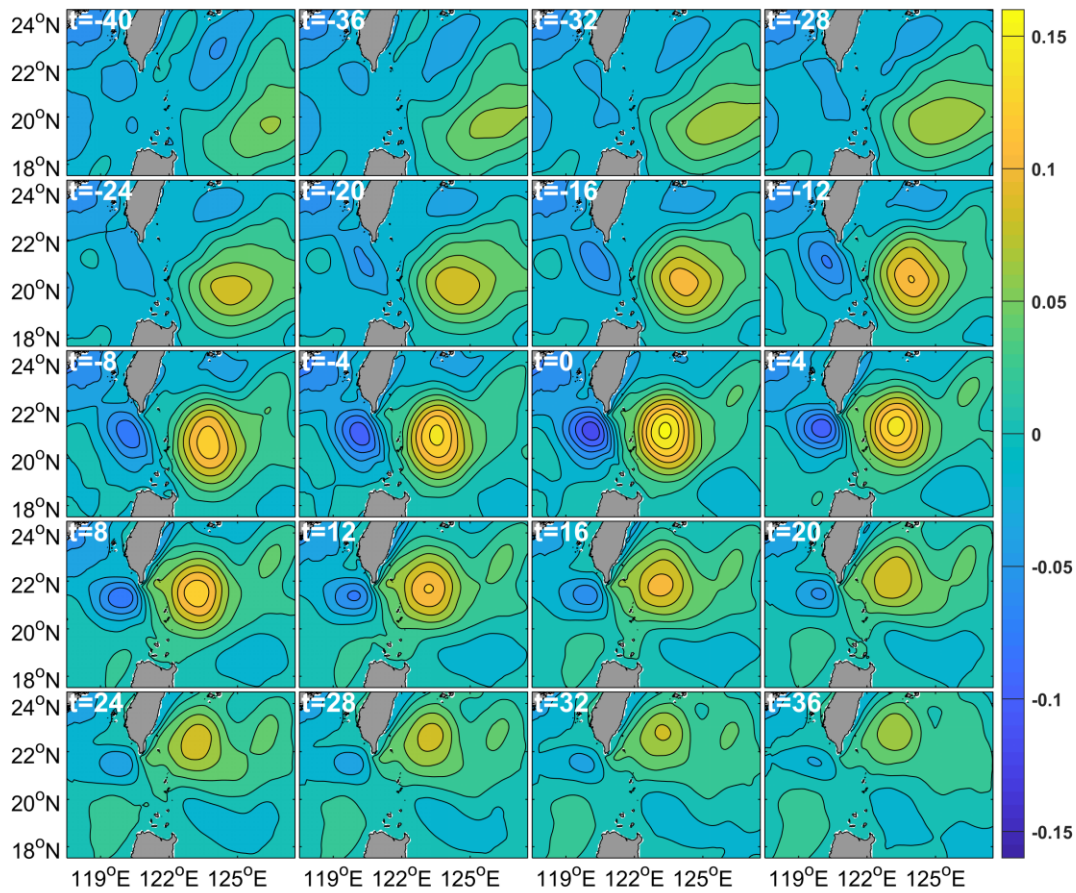 t=-40 t=-36 t=-32 t=-28
24°N
22°N
20°N
18°N
t=-24 t=-20 t=-16 t=-12
24°N
22°N
20°N
18°N
t=-8 t=-4 t=0 t=4
24°N
22°N
20°N
18°N
t=8 t=12 t=16 t=20
24°N
22°N
20°N
18°N
t=24 t=28 t=32 t=36
24°N
22°N
20°N
18°N
119°E 122°E 125°E 119°E 122°E 125°E 119°E 122°E 125°E 119°E 122°E 125°E
0.15
0.1
0.05
0
-0.05
-0.1
-0.15